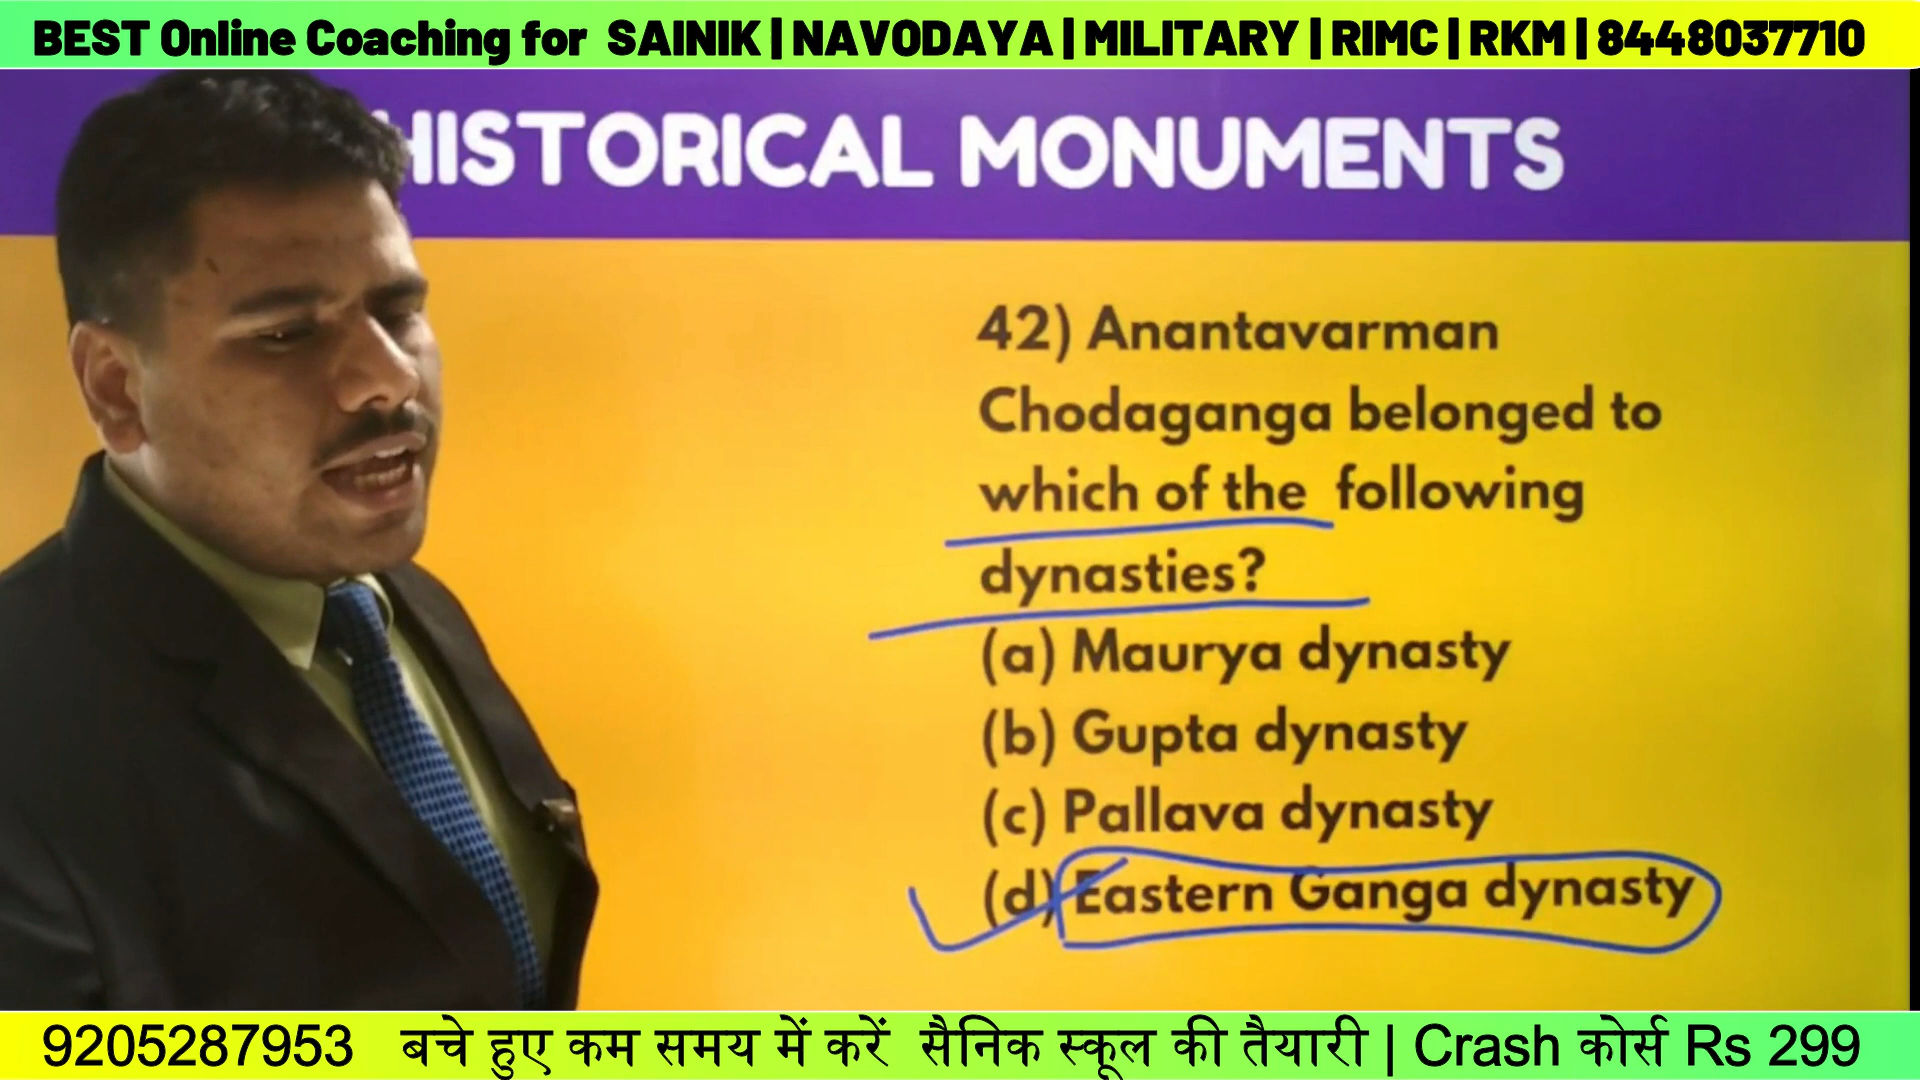 BEST Online Coaching for SAINIK | NAVODAYA | MILITARY | RIMC | RKM | 8448037710
HISTORICAL MONUMENTS
42) Anantavarman
Chodaganga belonged to
which of the following
dynasties?
(a) Maurya dynasty
(b) Gupta dynasty
(c) Pallava dynasty
(d) Eastern Ganga dynasty
9205287953 बचे हुए कम समय में करें सैनिक स्कूल की तैयारी | Crash कोर्स Rs 299